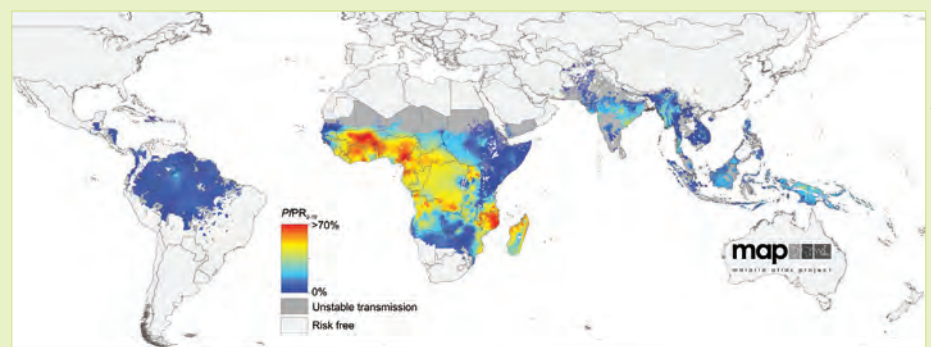 PfPR2-10
>70%
0%
Unstable transmission
Risk free
map
malaria atlas project